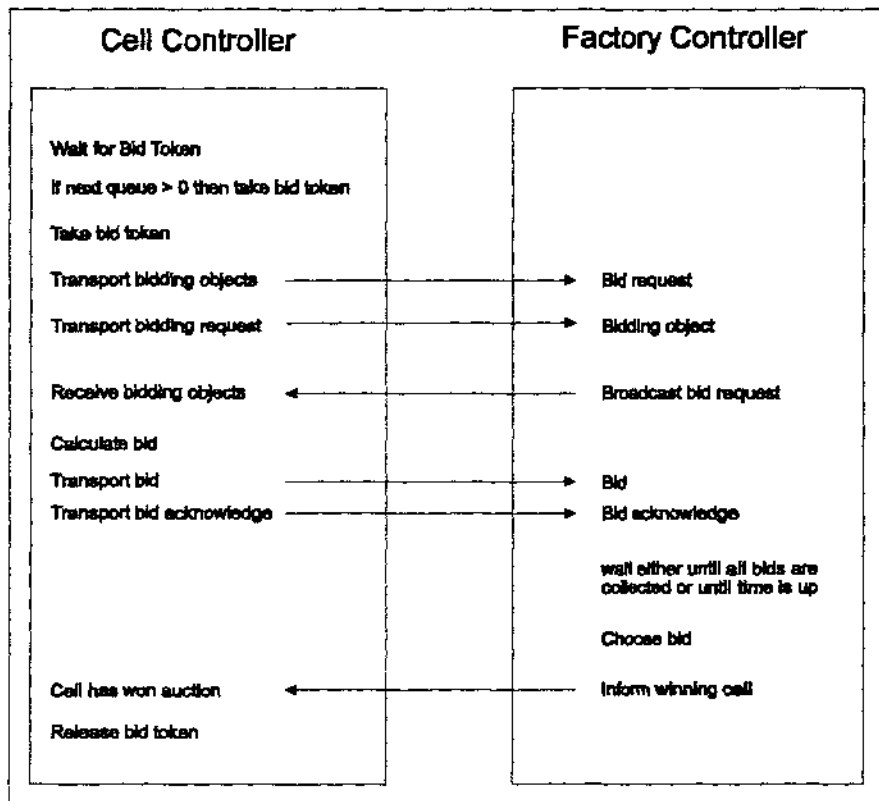 Cell Controller
Factory Controller
Wait for Bid Token
If next queue > 0 then take bid token
Take bid token
Transport bidding objects
Bid request
Transport bidding request
Bidding object
Receive bidding objects
Broadcast bid request
Calculate bid
Transport bid
Bid
Transport bid acknowledge
Bid acknowledge
wait either until all bids are
collected or until time is up
Choose bid
Cell has won auction
Inform winning cell
Release bid token